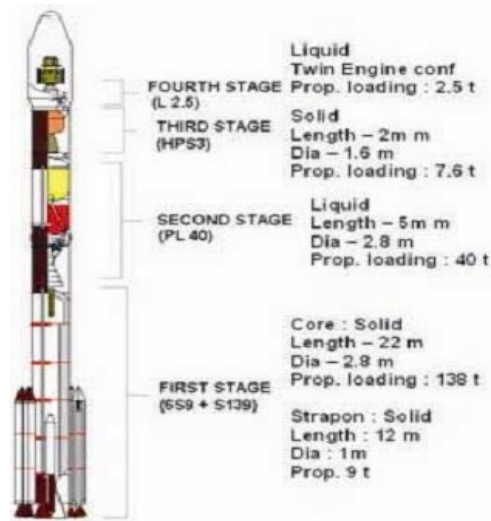 Liquid
Twin Engine conf
FOURTH STAGE
(L 2.5)
Prop. loading : 2.5 t
Solid
THIRD STAGE
(HPS3)
Length – 2m m
Dia – 1.6 m
Prop. loading : 7.6 t
Liquid
SECOND STAGE
(PL 40)
Length – 5m m
Dia – 2.8 m
Prop. loading : 40 t
Core : Solid
Length – 22 m
Dia – 2.8 m
Prop. loading : 138 t
FIRST STAGE
(6S9 + S139)
Strapon : Solid
Length : 12 m
Dia : 1m
Prop. 9 t